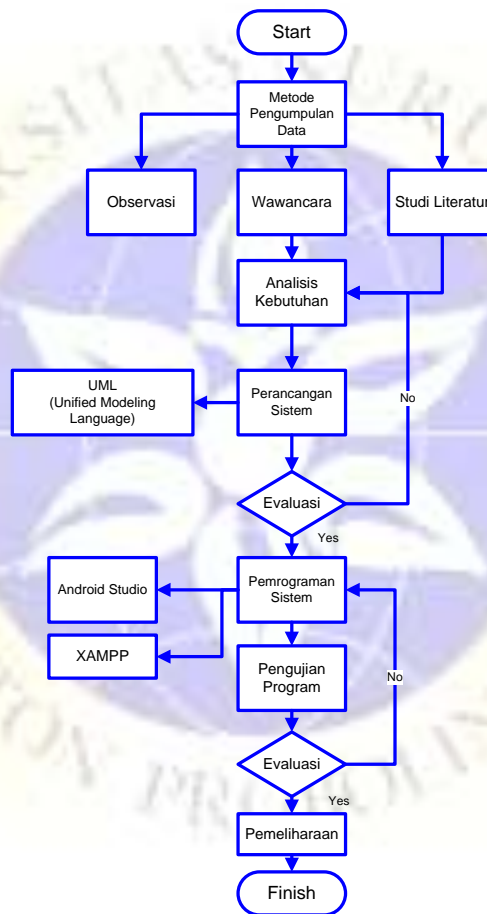 Start
Metode
Pengumpulan
Data
Observasi
Wawancara
Studi Literatur
Analisis
Kebutuhan
UML
(Unified Modeling
Language)
Perancangan
Sistem
No
Evaluasi
Yes
Android Studio
Pemrograman
Sistem
XAMPP
Pengujian
Program
No
Evaluasi
Yes
Pemeliharaan
Finish